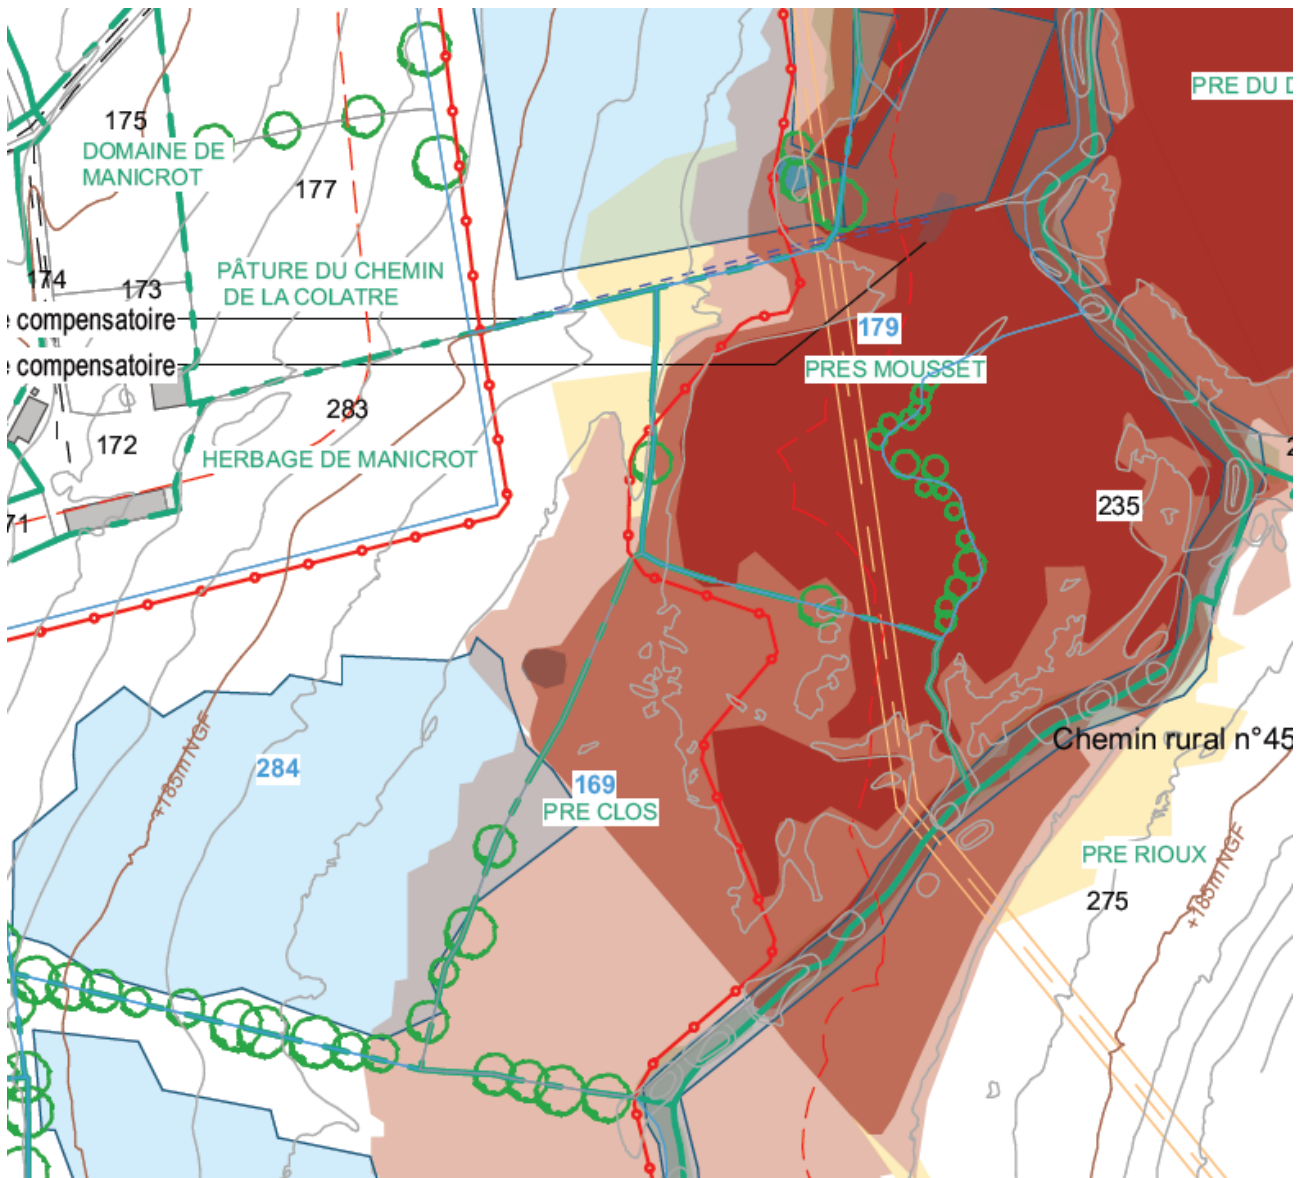 PRE DU D
175
DOMAINE DE
MANICROT
177
PÂTURE DU CHEMIN
DE LA COLATRE
174
173
e compensatoire
179
e compensatoire
PRES MOUSSET
283
172
HERBAGE DE MANICROT
235
71
Chemin rural n°45
+185m NGF
284
169
PRE CLOS
PRE RIOUX
+185m NGF
275